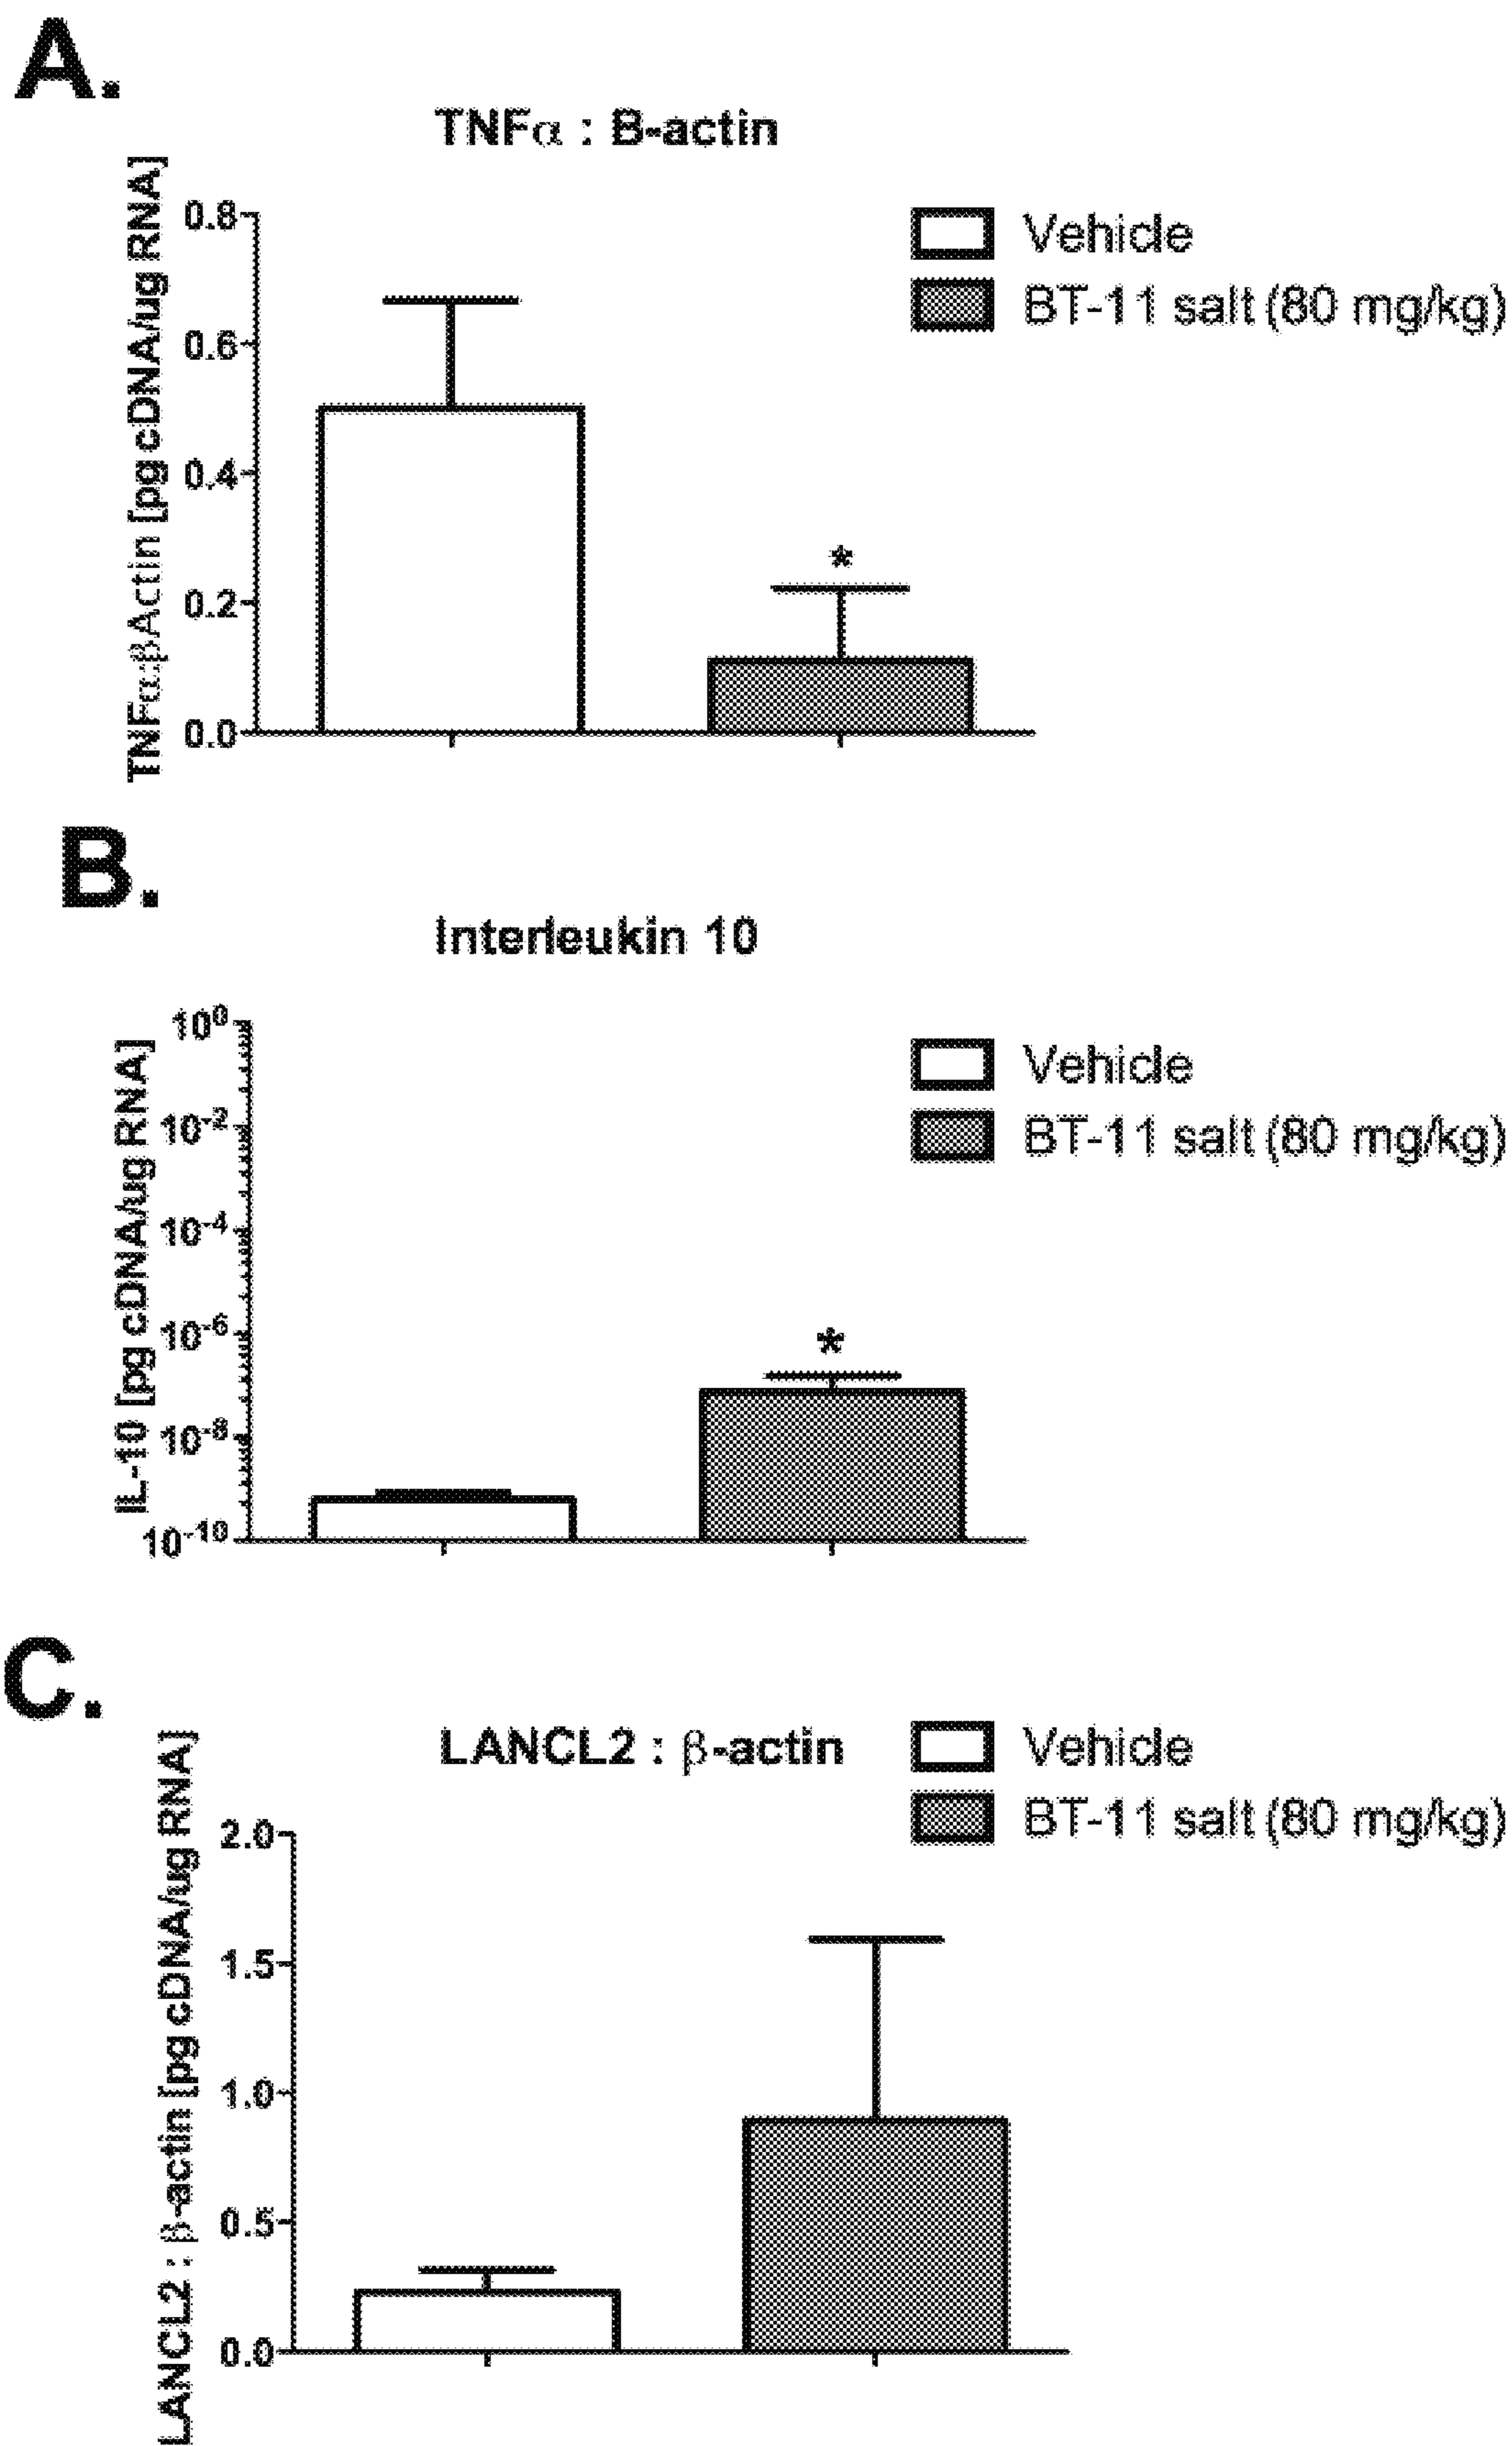 A.
TNFα : B-actin
TNFα:βActin [pg cDNA/ug RNA]
0.8
0.6
0.4
0.2
0.0
*
Vehicle
BT-11 salt (80 mg/kg)
B.
Interleukin 10
IL-10 [pg cDNA/ug RNA]
10⁰
10⁻²
10⁻⁴
10⁻⁶
10⁻⁸
10⁻¹⁰
*
Vehicle
BT-11 salt (80 mg/kg)
C.
LANCL2 : β-actin
LANCL2 : β-actin [pg cDNA/ug RNA]
2.0
1.5
1.0
0.5
0.0
Vehicle
BT-11 salt (80 mg/kg)